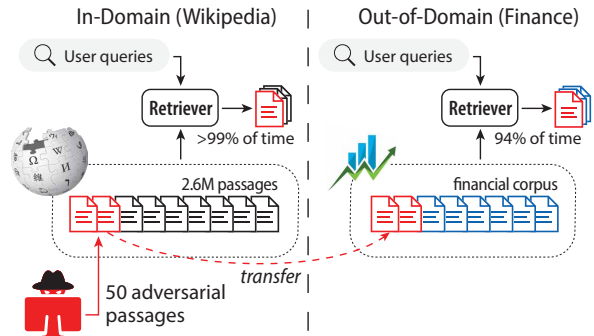 In-Domain (Wikipedia)
User queries
Retriever
>99% of time
2.6M passages
50 adversarial
passages
transfer
Out-of-Domain (Finance)
User queries
Retriever
94% of time
financial corpus